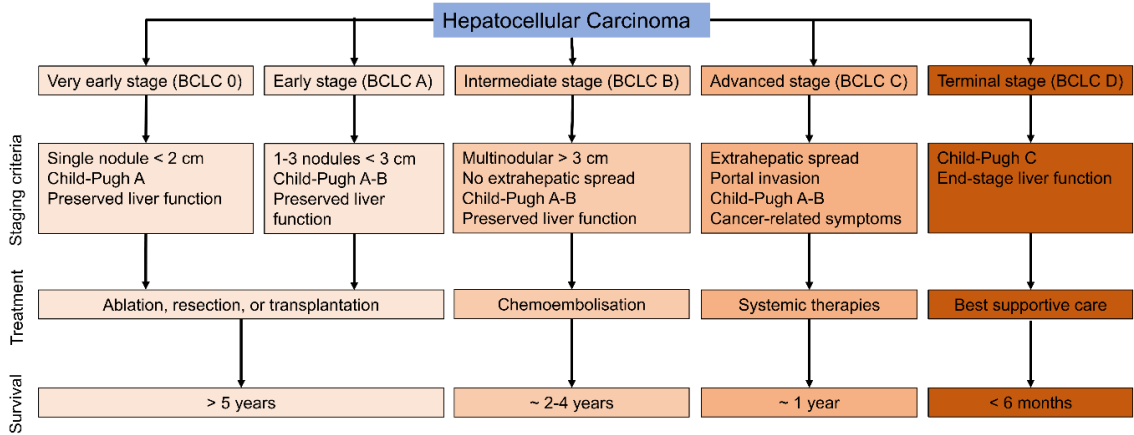 Hepatocellular Carcinoma
Very early stage (BCLC 0)
Early stage (BCLC A)
Intermediate stage (BCLC B)
Advanced stage (BCLC C)
Terminal stage (BCLC D)
Staging criteria
Single nodule < 2 cm
Child-Pugh A
Preserved liver function
1-3 nodules < 3 cm
Child-Pugh A-B
Preserved liver
function
Multinodular > 3 cm
No extrahepatic spread
Child-Pugh A-B
Preserved liver function
Extrahepatic spread
Portal invasion
Child-Pugh A-B
Cancer-related symptoms
Child-Pugh C
End-stage liver function
Treatment
Ablation, resection, or transplantation
Chemoembolisation
Systemic therapies
Best supportive care
Survival
> 5 years
~ 2-4 years
~ 1 year
< 6 months